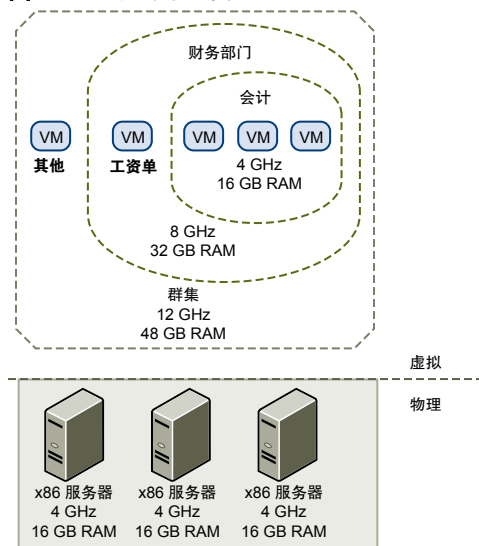 财务部门
会计
VM VM VM VM VM
其他 工资单
4 GHz
16 GB RAM
8 GHz
32 GB RAM
群集
12 GHz
48 GB RAM
虚拟
物理
x86 服务器 x86 服务器 x86 服务器
4 GHz 4 GHz 4 GHz
16 GB RAM 16 GB RAM 16 GB RAM